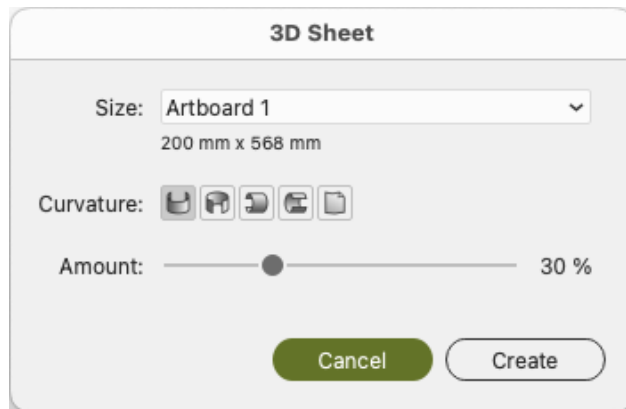 3D Sheet
Size: Artboard 1
200 mm x 568 mm
Curvature:
Amount: 30 %
Cancel Create